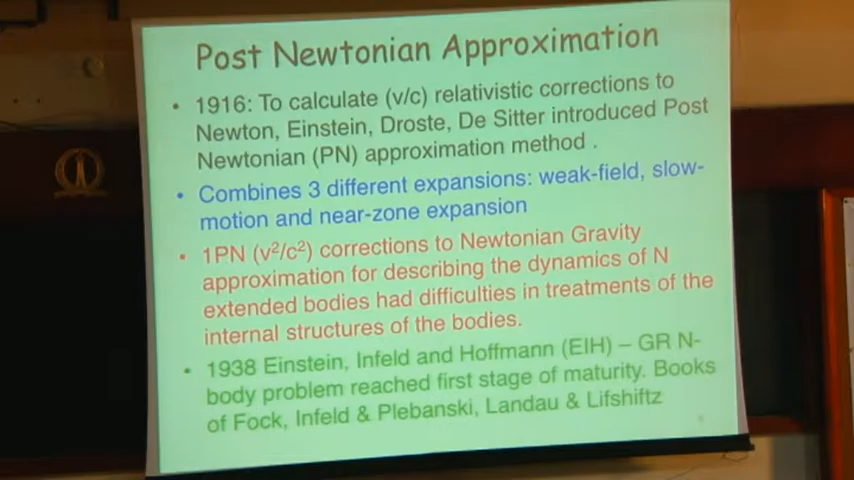 Post Newtonian Approximation
• 1916: To calculate (v/c) relativistic corrections to
Newton, Einstein, Droste, De Sitter introduced Post
Newtonian (PN) approximation method .
• Combines 3 different expansions: weak-field, slow-
motion and near-zone expansion
• 1PN (v²/c²) corrections to Newtonian Gravity
approximation for describing the dynamics of N
extended bodies had difficulties in treatments of the
internal structures of the bodies.
• 1938 Einstein, Infeld and Hoffmann (EIH) – GR N-
body problem reached first stage of maturity. Books
of Fock, Infeld & Plebanski, Landau & Lifshiftz